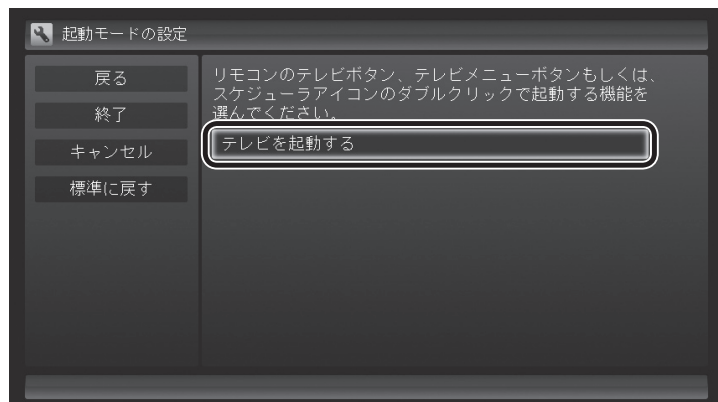 起動モードの設定
戻る
終了
キャンセル
標準に戻す
リモコンのテレビボタン、テレビメニューボタンもしくは、
スケジューラアイコンのダブルクリックで起動する機能を
選んでください。
テレビを起動する